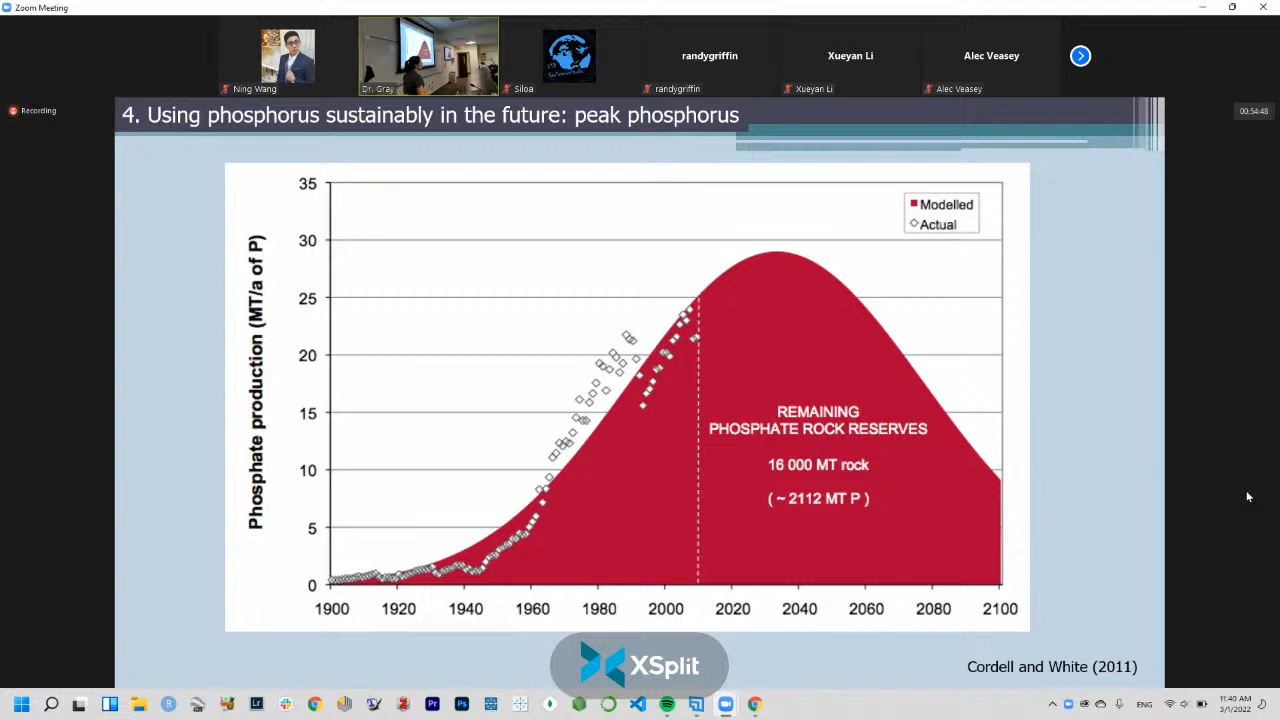 Zoom Meeting
randygriffin
Xueyan Li
Alec Veasey
Ning Wang
Dr. Gray
Siloa
randygriffin
Xueyan Li
Alec Veasey
Recording
00:54:48
4. Using phosphorus sustainably in the future: peak phosphorus
Phosphate production (MT/a of P)
35
30
25
20
15
10
5
0
Modelled
Actual
REMAINING
PHOSPHATE ROCK RESERVES
16 000 MT rock
( ~ 2112 MT P )
1900 1920 1940 1960 1980 2000 2020 2040 2060 2080 2100
XSplit
Cordell and White (2011)
Lr
Pr
Ps
ENG
11:40 AM
3/1/2022